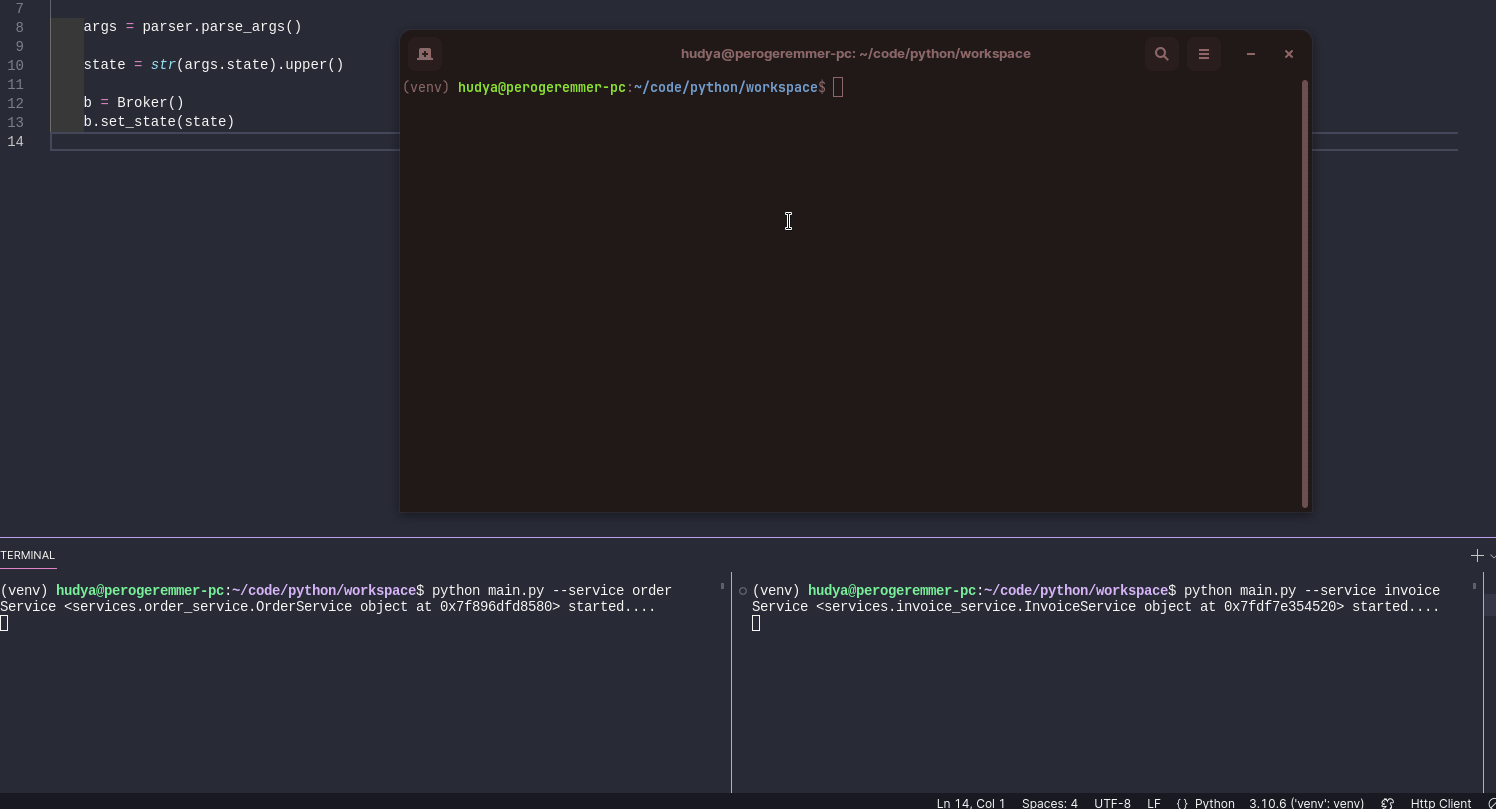 7
8 args = parser.parse_args()
9
10 state = str(args.state).upper()
11
12 b = Broker()
13 b.set_state(state)
14
hudya@perogeremmer-pc: ~/code/python/workspace
(venv) hudya@perogeremmer-pc:~/code/python/workspace$
TERMINAL
(venv) hudya@perogeremmer-pc:~/code/python/workspace$ python main.py --service order
Service <services.order_service.OrderService object at 0x7f896dfd8580> started....
(venv) hudya@perogeremmer-pc:~/code/python/workspace$ python main.py --service invoice
Service <services.invoice_service.InvoiceService object at 0x7fdf7e354520> started....
Ln 14, Col 1 Spaces: 4 UTF-8 LF {} Python 3.10.6 ('venv': venv) Http Client